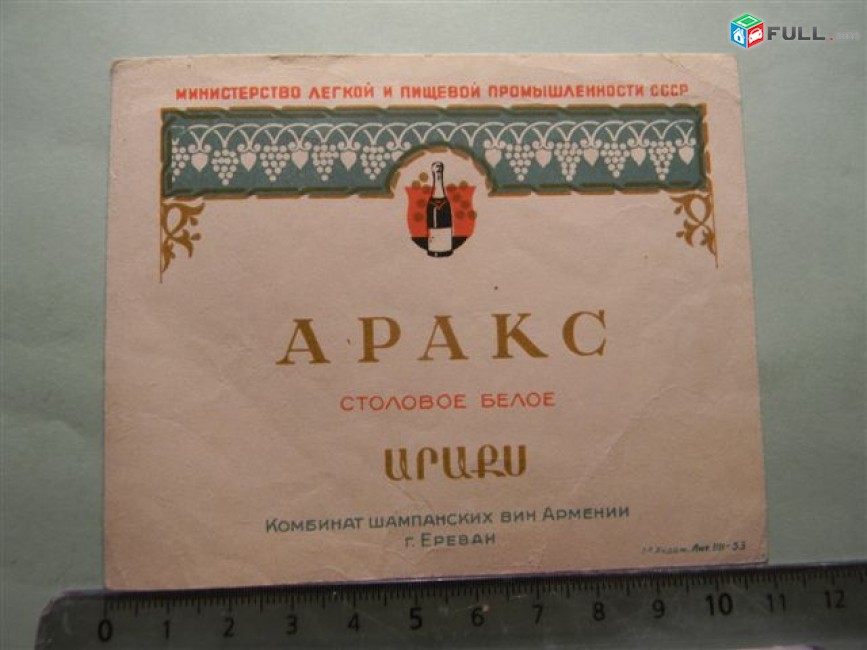 FULL
МИНИСТЕРСТВО ЛЕГКОЙ И ПИЩЕВОЙ ПРОМЫШЛЕННОСТИ СССР
АРАКС
СТОЛОВОЕ БЕЛОЕ
ԱՐԱՔՍ
КОМБИНАТ ШАМПАНСКИХ ВИН АРМЕНИИ
г. ЕРЕВАН
0 1 2 3 4 5 6 7 8 9 10 11 12